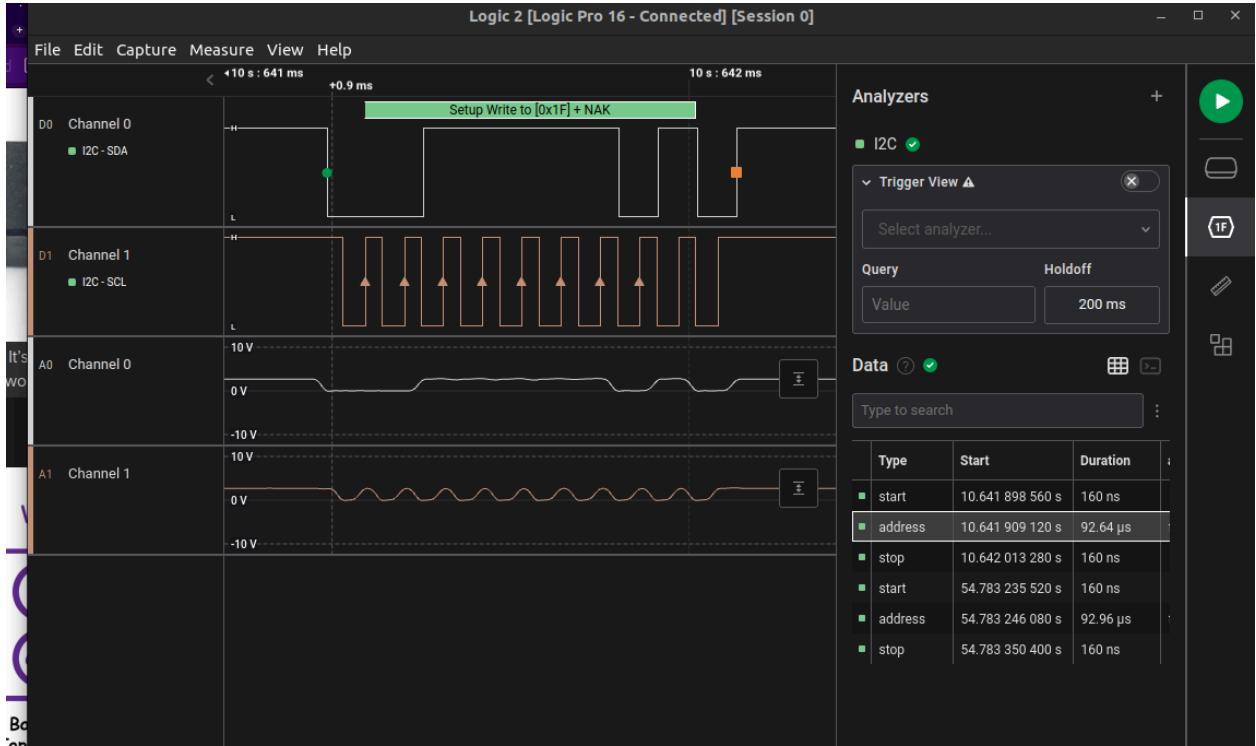 Logic 2 [Logic Pro 16 - Connected] [Session 0]
File Edit Capture Measure View Help
10 s : 641 ms
10 s : 642 ms
+0.9 ms
Setup Write to [0x1F] + NAK
D0 Channel 0
I2C - SDA
H
L
D1 Channel 1
I2C - SCL
H
L
A0 Channel 0
10 V
0 V
-10 V
A1 Channel 1
10 V
0 V
-10 V
Analyzers
I2C
Trigger View
Select analyzer...
Query Holdoff
Value 200 ms
Data
Type to search
Type Start Duration
start 10.641 898 560 s 160 ns
address 10.641 909 120 s 92.64 µs
stop 10.642 013 280 s 160 ns
start 54.783 235 520 s 160 ns
address 54.783 246 080 s 92.96 µs
stop 54.783 350 400 s 160 ns
1F
It's
wo